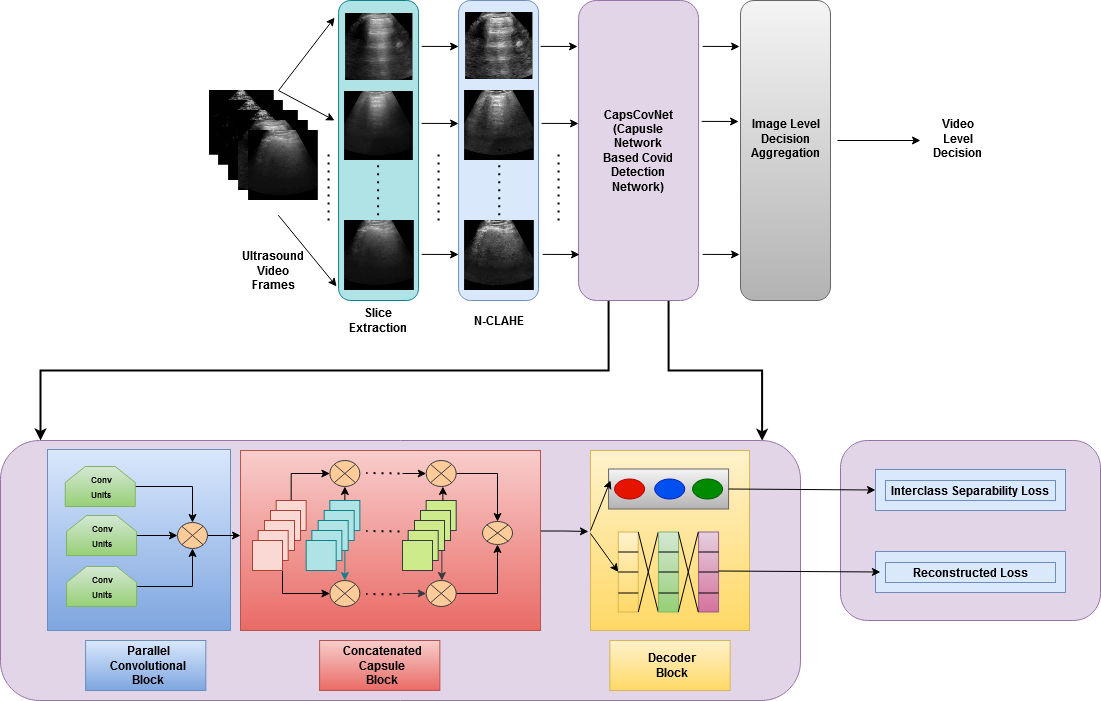 CapsCovNet
(Capusle
Network
Based Covid
Detection
Network)
Image Level
Decision
Aggregation
Video
Level
Decision
Ultrasound
Video
Frames
Slice
Extraction
N-CLAHE
Conv
Units
Conv
Units
Conv
Units
Interclass Separability Loss
Reconstructed Loss
Parallel
Convolutional
Block
Concatenated
Capsule
Block
Decoder
Block